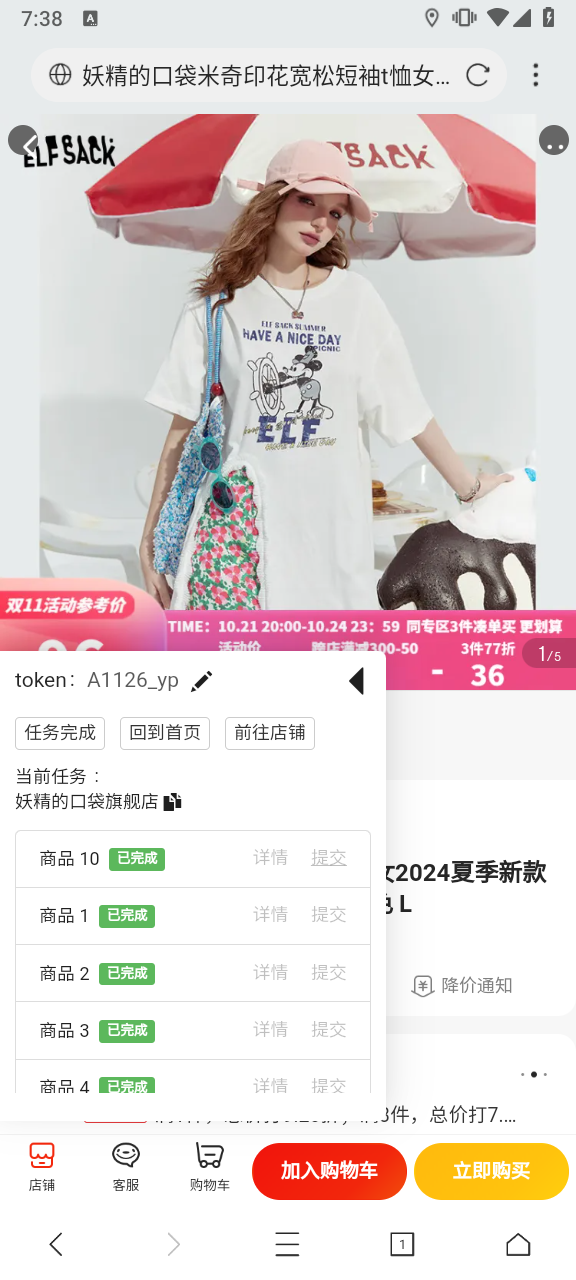 7:38
A
妖精的口袋米奇印花宽松短袖t恤女...
ELF SACK
SACK
ELF SACK SUMMER
HAVE A NICE DAY
PICNIC
ELF
双11活动参考价
TIME：10.21 20:00-10.24 23：59 同专区3件凑单买 更划算
活动价 跨店满减300-50 3件77折
- 36
1/5
token： A1126_yp
任务完成 回到首页 前往店铺
当前任务：
妖精的口袋旗舰店
商品 10 已完成 详情 提交
商品 1 已完成 详情 提交
商品 2 已完成 详情 提交
商品 3 已完成 详情 提交
商品 4 已完成 详情 提交
女2024夏季新款
色 L
降价通知
3件，总价打7....
店铺 客服 购物车 加入购物车 立即购买
1